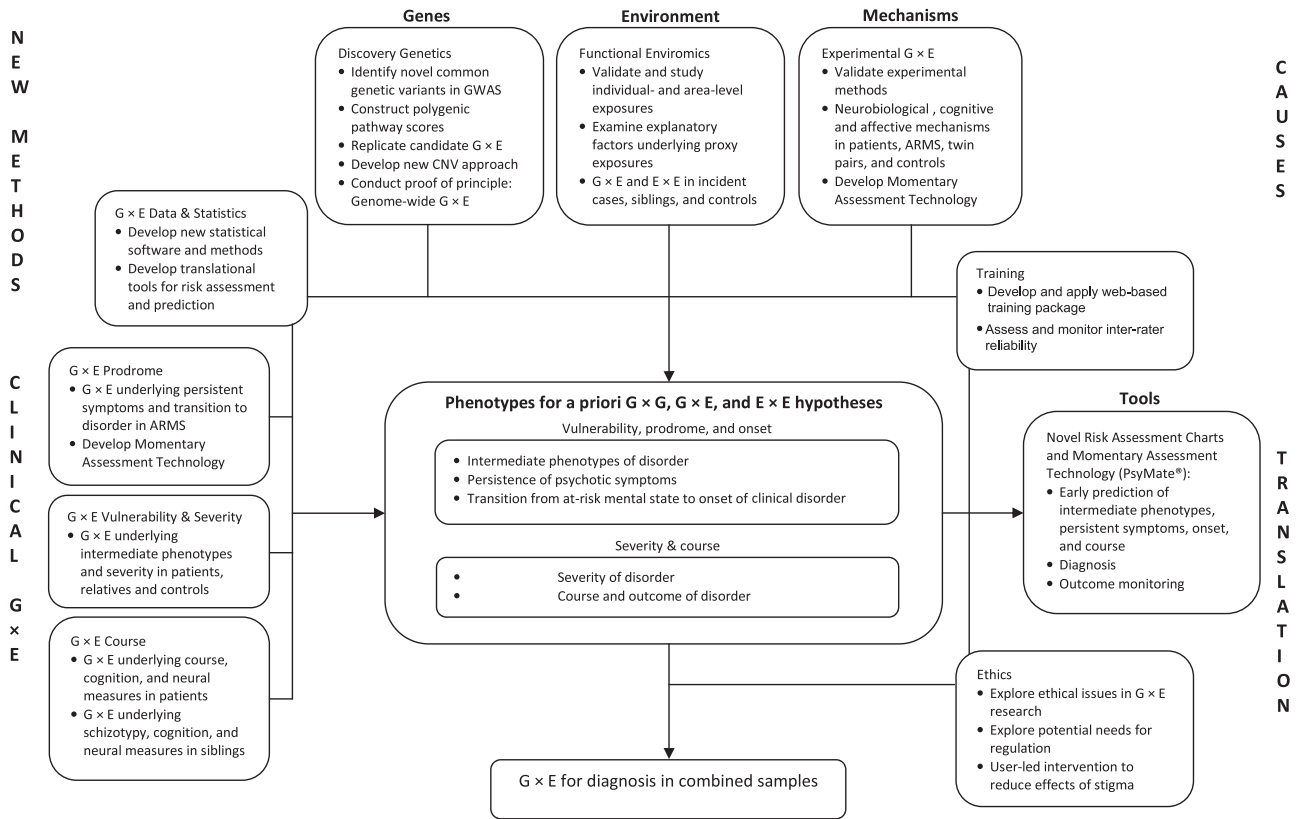 Genes
Environment
Mechanisms
NEW METHODS
CAUSES
CLINICAL G×E
TRANSLATION
Discovery Genetics
• Identify novel common
genetic variants in GWAS
• Construct polygenic
pathway scores
• Replicate candidate G × E
• Develop new CNV approach
• Conduct proof of principle:
Genome-wide G × E
Functional Enviromics
• Validate and study
individual- and area-level
exposures
• Examine explanatory
factors underlying proxy
exposures
• G × E and E × E in incident
cases, siblings, and controls
Experimental G × E
• Validate experimental
methods
• Neurobiological , cognitive
and affective mechanisms
in patients, ARMS, twin
pairs, and controls
• Develop Momentary
Assessment Technology
G × E Data & Statistics
• Develop new statistical
software and methods
• Develop translational
tools for risk assessment
and prediction
Training
• Develop and apply web-based
training package
• Assess and monitor inter-rater
reliability
G × E Prodrome
• G × E underlying persistent
symptoms and transition to
disorder in ARMS
• Develop Momentary
Assessment Technology
G × E Vulnerability & Severity
• G × E underlying
intermediate phenotypes
and severity in patients,
relatives and controls
G × E Course
• G × E underlying course,
cognition, and neural
measures in patients
• G × E underlying
schizotypy, cognition, and
neural measures in siblings
Phenotypes for a priori G × G, G × E, and E × E hypotheses
Vulnerability, prodrome, and onset
• Intermediate phenotypes of disorder
• Persistence of psychotic symptoms
• Transition from at-risk mental state to onset of clinical disorder
Severity & course
• Severity of disorder
• Course and outcome of disorder
Tools
Novel Risk Assessment Charts
and Momentary Assessment
Technology (PsyMate®):
• Early prediction of
intermediate phenotypes,
persistent symptoms, onset,
and course
• Diagnosis
• Outcome monitoring
Ethics
• Explore ethical issues in G × E
research
• Explore potential needs for
regulation
• User-led intervention to
reduce effects of stigma
G × E for diagnosis in combined samples